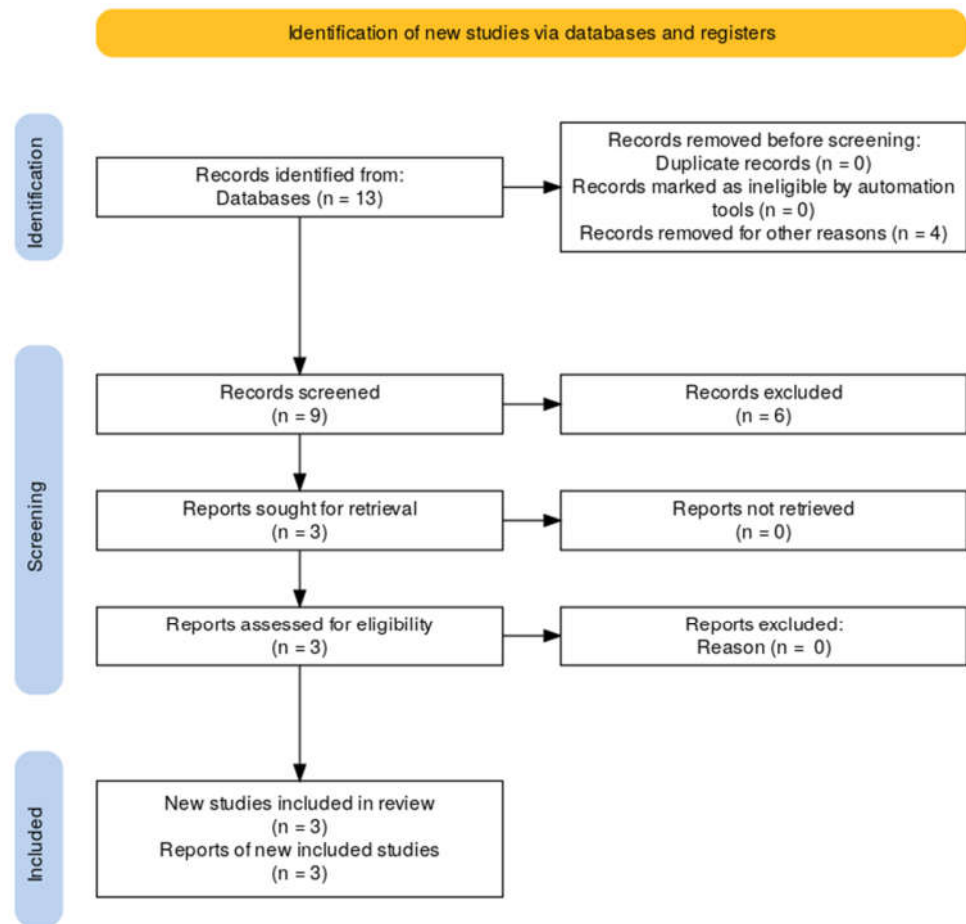 Identification of new studies via databases and registers
Identification
Records identified from:
Databases (n = 13)
Records removed before screening:
Duplicate records (n = 0)
Records marked as ineligible by automation
tools (n = 0)
Records removed for other reasons (n = 4)
Screening
Records screened
(n = 9)
Records excluded
(n = 6)
Reports sought for retrieval
(n = 3)
Reports not retrieved
(n = 0)
Reports assessed for eligibility
(n = 3)
Reports excluded:
Reason (n = 0)
Included
New studies included in review
(n = 3)
Reports of new included studies
(n = 3)